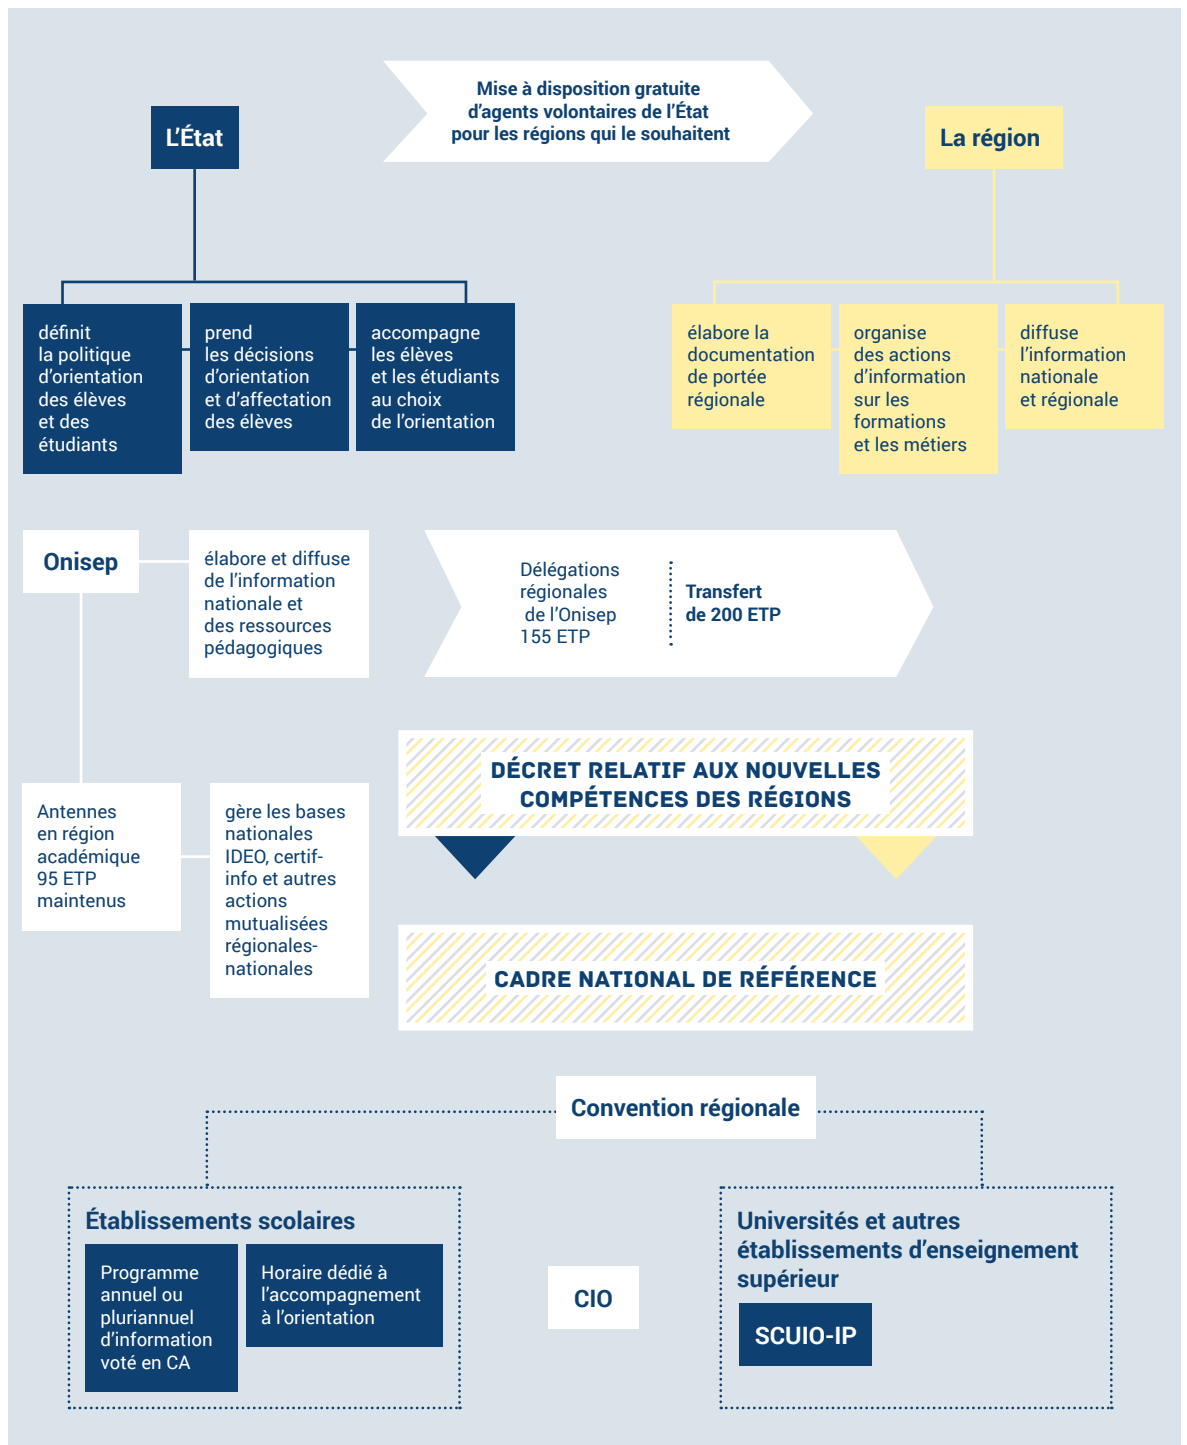 Mise à disposition gratuite
d'agents volontaires de l'État
pour les régions qui le souhaitent
L'État
La région
définit
la politique
d'orientation
des élèves
et des
étudiants
prend
les décisions
d'orientation
et d'affectation
des élèves
accompagne
les élèves
et les étudiants
au choix
de l'orientation
élabore la
documentation
de portée
régionale
organise
des actions
d'information
sur les
formations
et les métiers
diffuse
l'information
nationale
et régionale
Onisep
élabore et diffuse
de l'information
nationale et
des ressources
pédagogiques
Délégations
régionales
de l'Onisep
155 ETP
Transfert
de 200 ETP
DÉCRET RELATIF AUX NOUVELLES
COMPÉTENCES DES RÉGIONS
Antennes
en région
académique
95 ETP
maintenus
gère les bases
nationales
IDEO, certif-
info et autres
actions
mutualisées
régionales-
nationales
CADRE NATIONAL DE RÉFÉRENCE
Convention régionale
Établissements scolaires
Programme
annuel ou
pluriannuel
d'information
voté en CA
Horaire dédié à
l'accompagnement
à l'orientation
CIO
Universités et autres
établissements d'enseignement
supérieur
SCUIO-IP